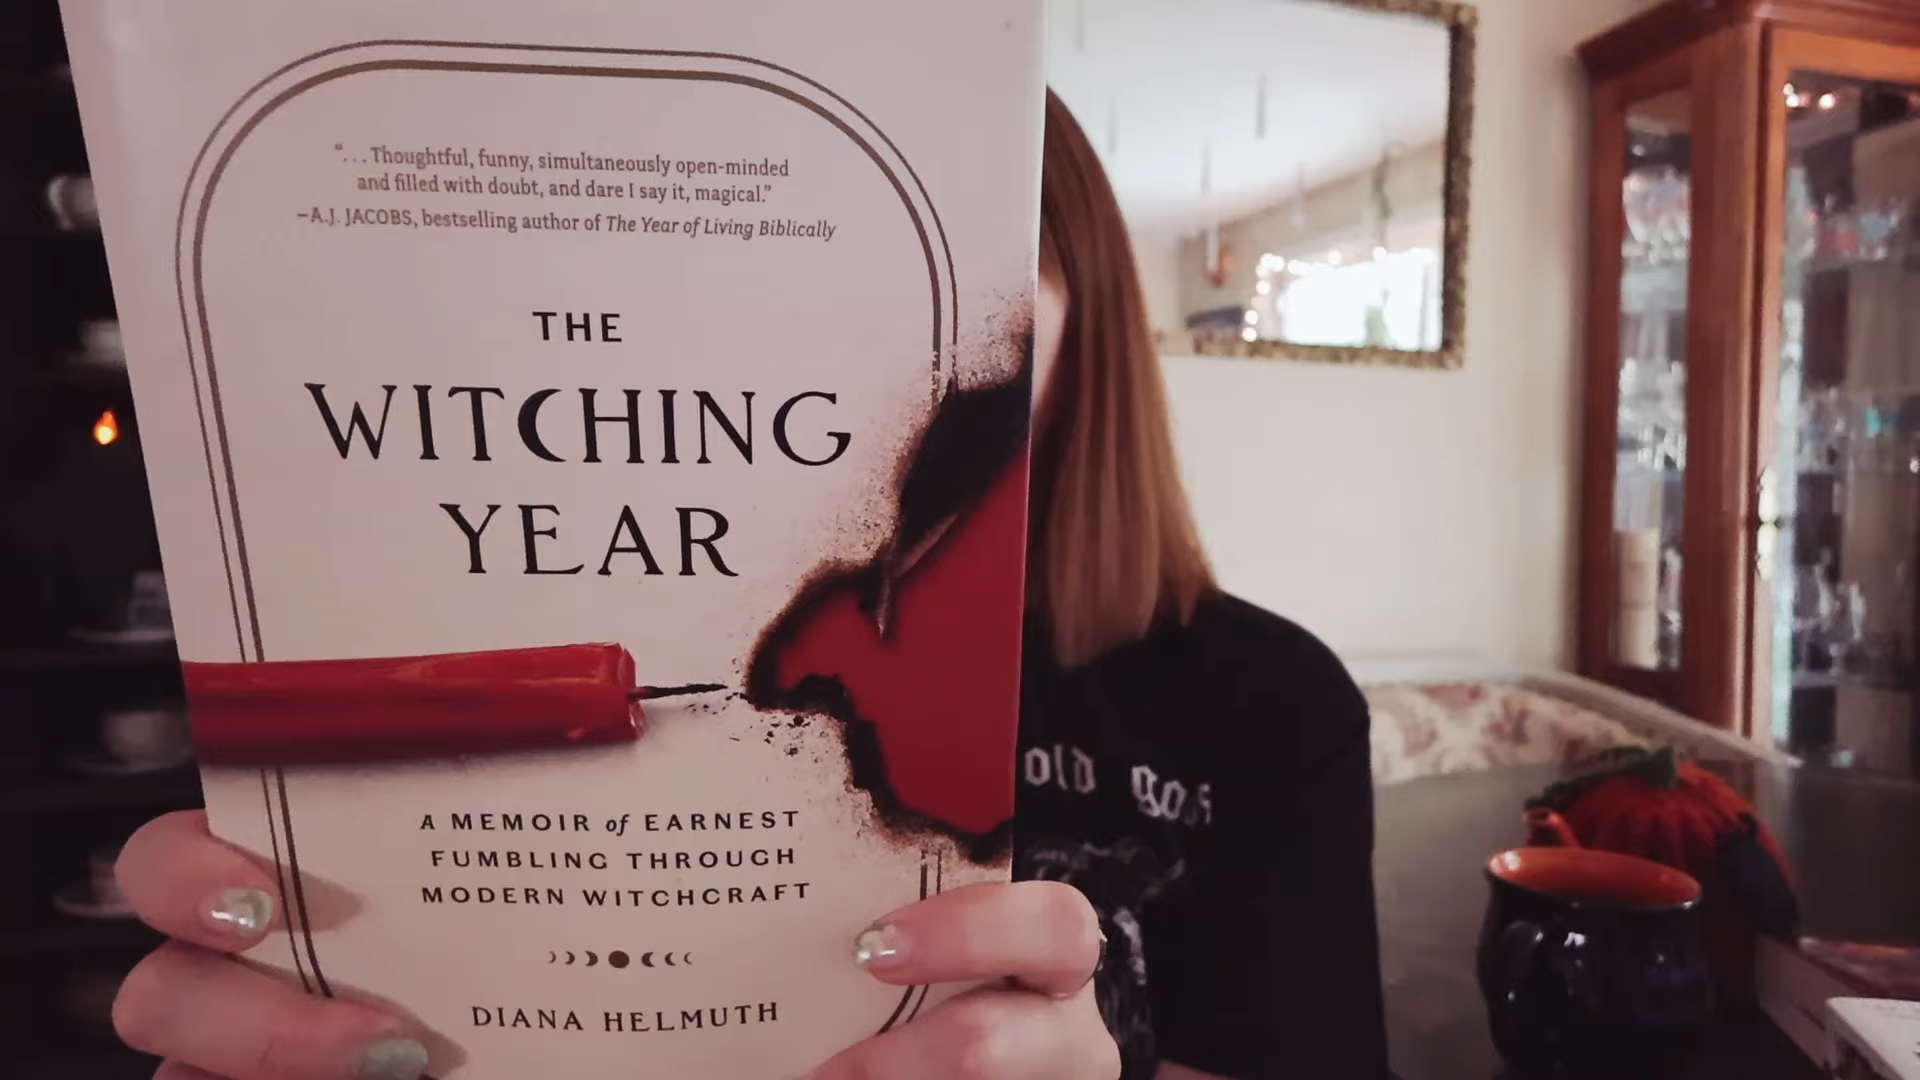 “...Thoughtful, funny, simultaneously open-minded
and filled with doubt, and dare I say it, magical.”
–A.J. JACOBS, bestselling author of The Year of Living Biblically
THE
WITCHING
YEAR
A MEMOIR of EARNEST
FUMBLING THROUGH
MODERN WITCHCRAFT
DIANA HELMUTH
old